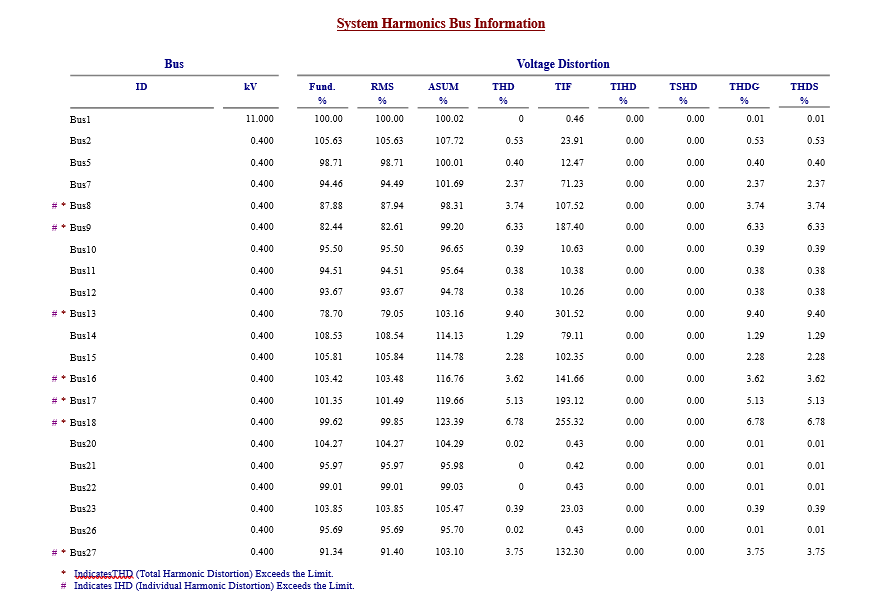 System Harmonics Bus Information
Bus Voltage Distortion
ID kV Fund. RMS ASUM THD TIF TIHD TSHD THDG THDS
% % % % % % % %
Bus1 11.000 100.00 100.00 100.02 0 0.46 0.00 0.00 0.01 0.01
Bus2 0.400 105.63 105.63 107.72 0.53 23.91 0.00 0.00 0.53 0.53
Bus5 0.400 98.71 98.71 100.01 0.40 12.47 0.00 0.00 0.40 0.40
Bus7 0.400 94.46 94.49 101.69 2.37 71.23 0.00 0.00 2.37 2.37
# * Bus8 0.400 87.88 87.94 98.31 3.74 107.52 0.00 0.00 3.74 3.74
# * Bus9 0.400 82.44 82.61 99.20 6.33 187.40 0.00 0.00 6.33 6.33
Bus10 0.400 95.50 95.50 96.65 0.39 10.63 0.00 0.00 0.39 0.39
Bus11 0.400 94.51 94.51 95.64 0.38 10.38 0.00 0.00 0.38 0.38
Bus12 0.400 93.67 93.67 94.78 0.38 10.26 0.00 0.00 0.38 0.38
# * Bus13 0.400 78.70 79.05 103.16 9.40 301.52 0.00 0.00 9.40 9.40
Bus14 0.400 108.53 108.54 114.13 1.29 79.11 0.00 0.00 1.29 1.29
Bus15 0.400 105.81 105.84 114.78 2.28 102.35 0.00 0.00 2.28 2.28
# * Bus16 0.400 103.42 103.48 116.76 3.62 141.66 0.00 0.00 3.62 3.62
# * Bus17 0.400 101.35 101.49 119.66 5.13 193.12 0.00 0.00 5.13 5.13
# * Bus18 0.400 99.62 99.85 123.39 6.78 255.32 0.00 0.00 6.78 6.78
Bus20 0.400 104.27 104.27 104.29 0.02 0.43 0.00 0.00 0.01 0.01
Bus21 0.400 95.97 95.97 95.98 0 0.42 0.00 0.00 0.01 0.01
Bus22 0.400 99.01 99.01 99.03 0 0.43 0.00 0.00 0.01 0.01
Bus23 0.400 103.85 103.85 105.47 0.39 23.03 0.00 0.00 0.39 0.39
Bus26 0.400 95.69 95.69 95.70 0.02 0.43 0.00 0.00 0.01 0.01
# * Bus27 0.400 91.34 91.40 103.10 3.75 132.30 0.00 0.00 3.75 3.75
* IndicatesTHD (Total Harmonic Distortion) Exceeds the Limit.
# Indicates IHD (Individual Harmonic Distortion) Exceeds the Limit.